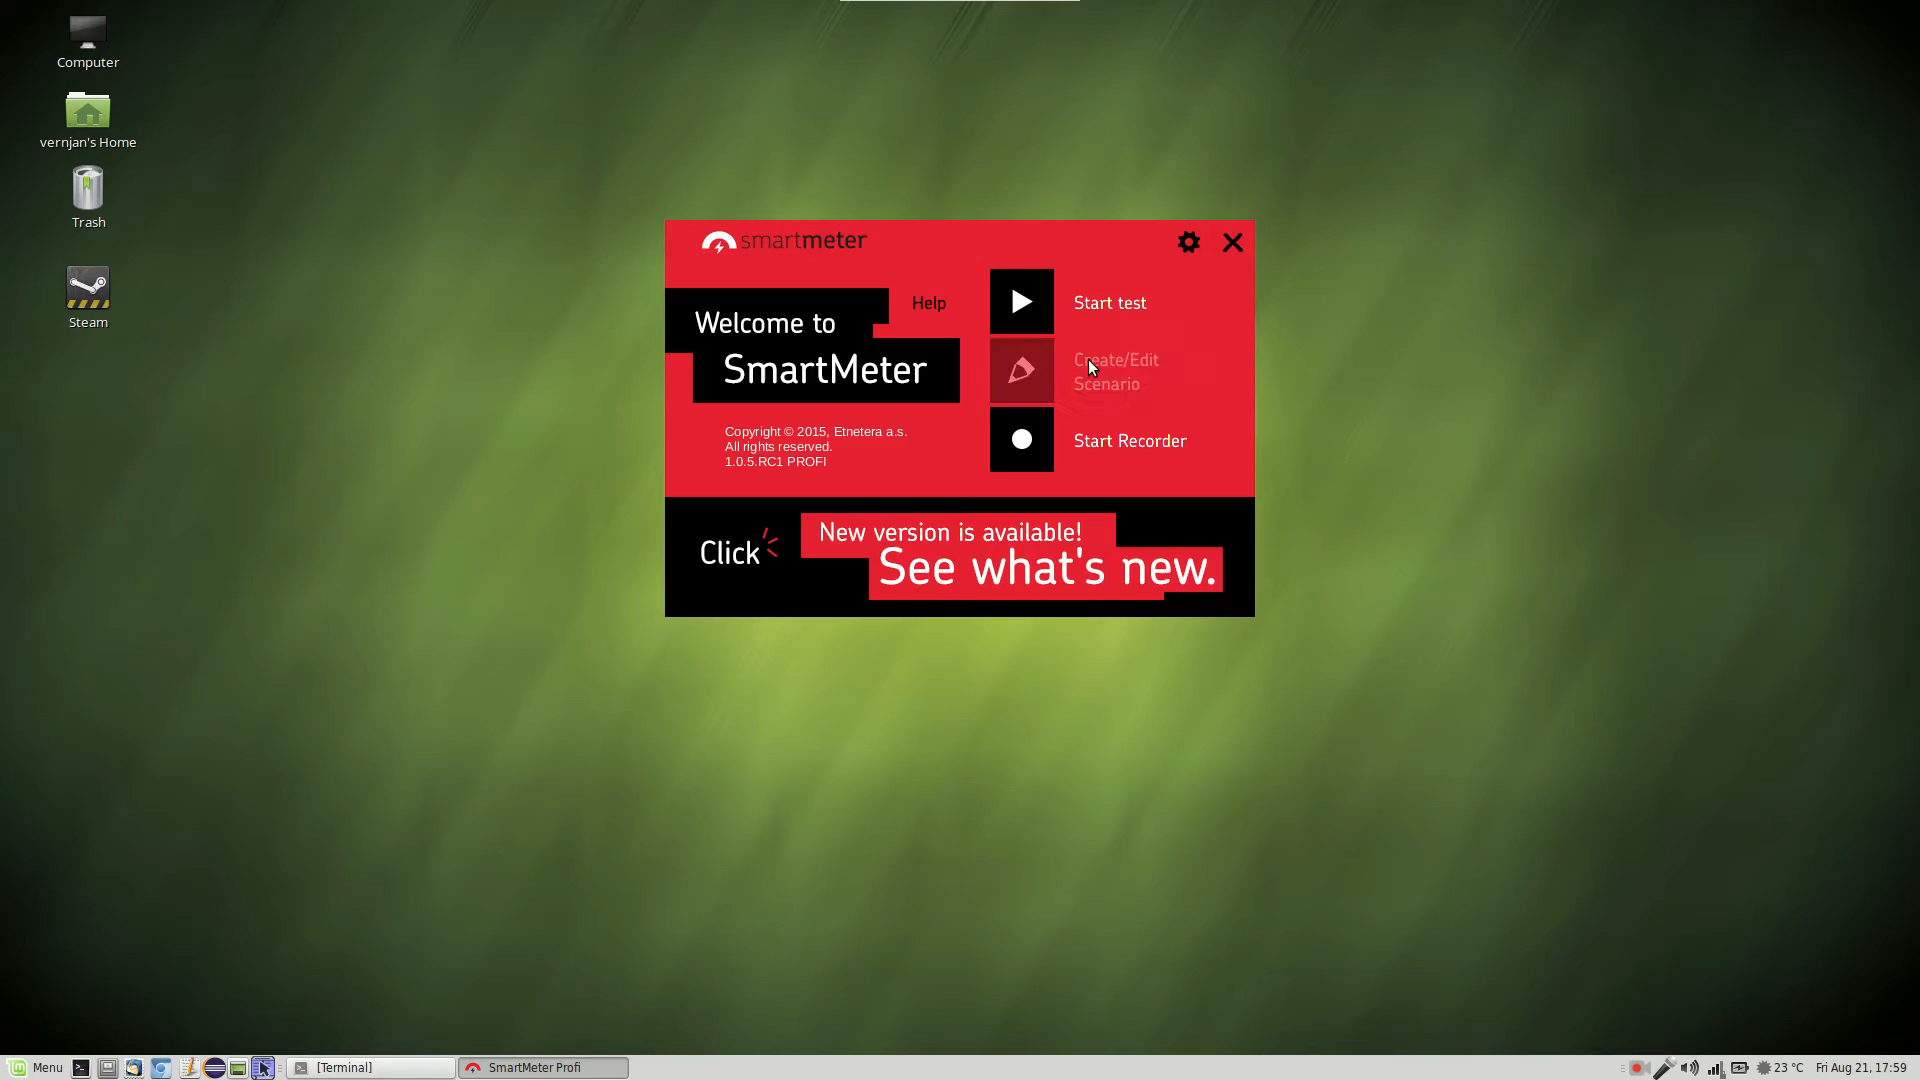 Computer
vernjan's Home
Trash
Steam
smartmeter
Welcome to
SmartMeter
Help
Start test
Create/Edit
Scenario
Start Recorder
Copyright © 2015, Etnetera a.s.
All rights reserved.
1.0.5.RC1 PROFI
Click
New version is available!
See what's new.
Menu
[Terminal]
SmartMeter Profi
23 °C
Fri Aug 21, 17:59